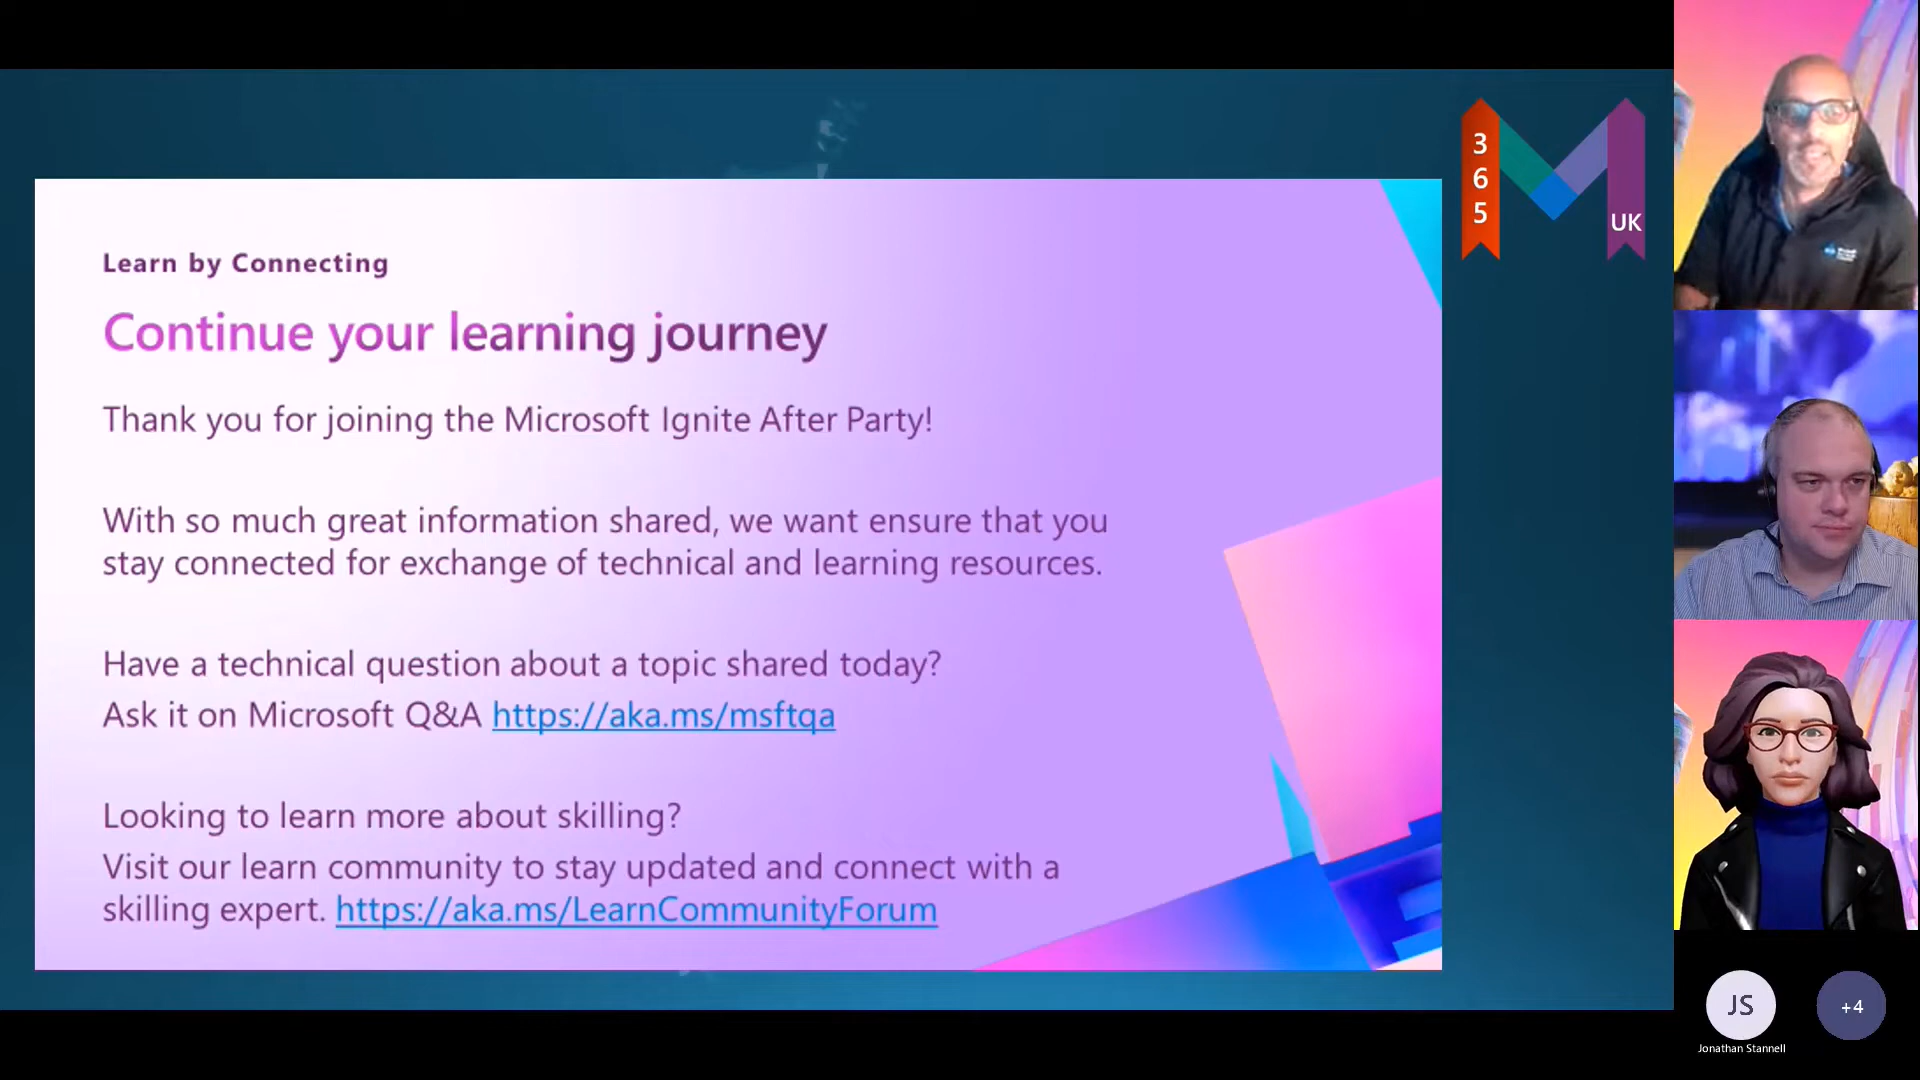 Learn by Connecting
Continue your learning journey
Thank you for joining the Microsoft Ignite After Party!
With so much great information shared, we want ensure that you
stay connected for exchange of technical and learning resources.
Have a technical question about a topic shared today?
Ask it on Microsoft Q&A https://aka.ms/msftqa
Looking to learn more about skilling?
Visit our learn community to stay updated and connect with a
skilling expert. https://aka.ms/LearnCommunityForum
3
6
5
UK
JS
+4
Jonathan Stannell